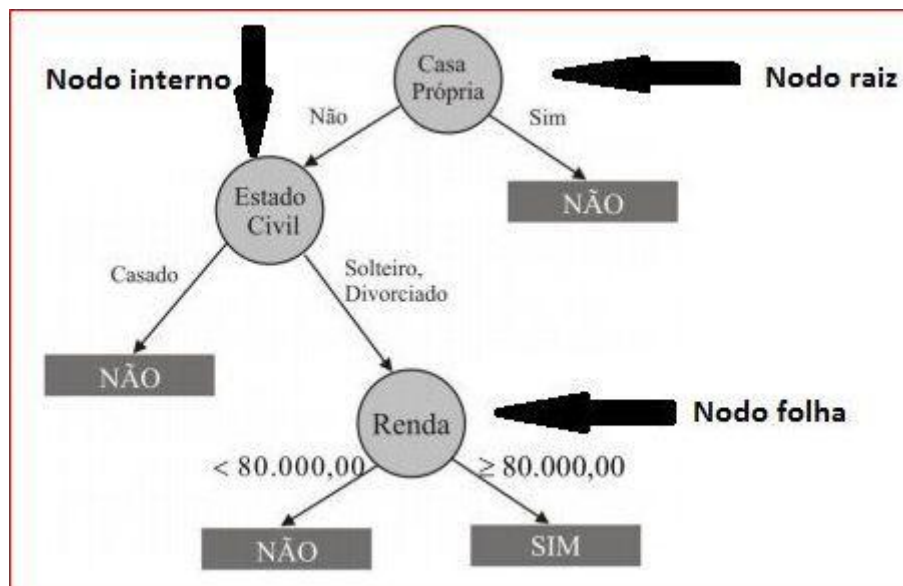 Nodo interno
Casa
Própria
Nodo raiz
Não
Sim
Estado
Civil
NÃO
Casado
Solteiro,
Divorciado
NÃO
Renda
Nodo folha
< 80.000,00
≥ 80.000,00
NÃO
SIM